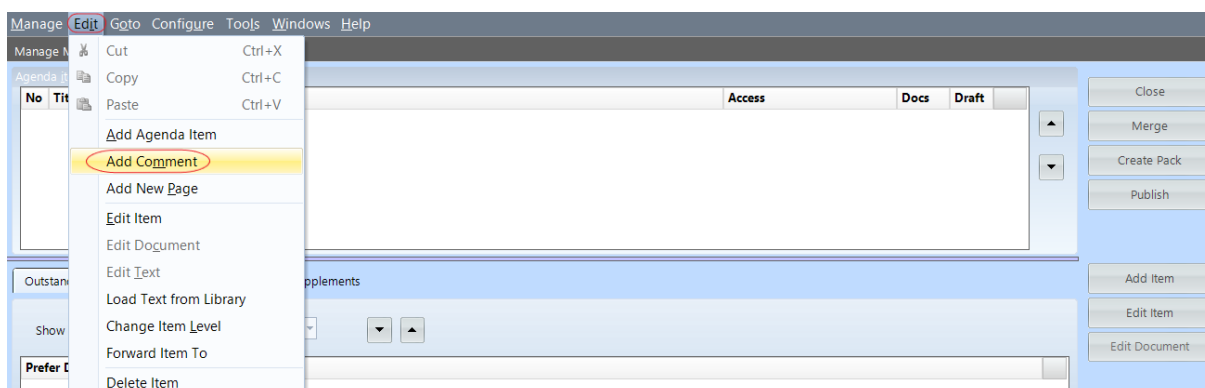 Manage Edit Goto Configure Tools Windows Help
Manage M
Cut Ctrl+X
Agenda it
Copy Ctrl+C
No Tit Access Docs Draft
Paste Ctrl+V
Close
Add Agenda Item
Merge
Add Comment
Create Pack
Add New Page
Publish
Edit Item
Edit Document
Edit Text
Outstan pplements
Add Item
Load Text from Library
Edit Item
Show
Change Item Level
Edit Document
Forward Item To
Prefer D
Delete Item